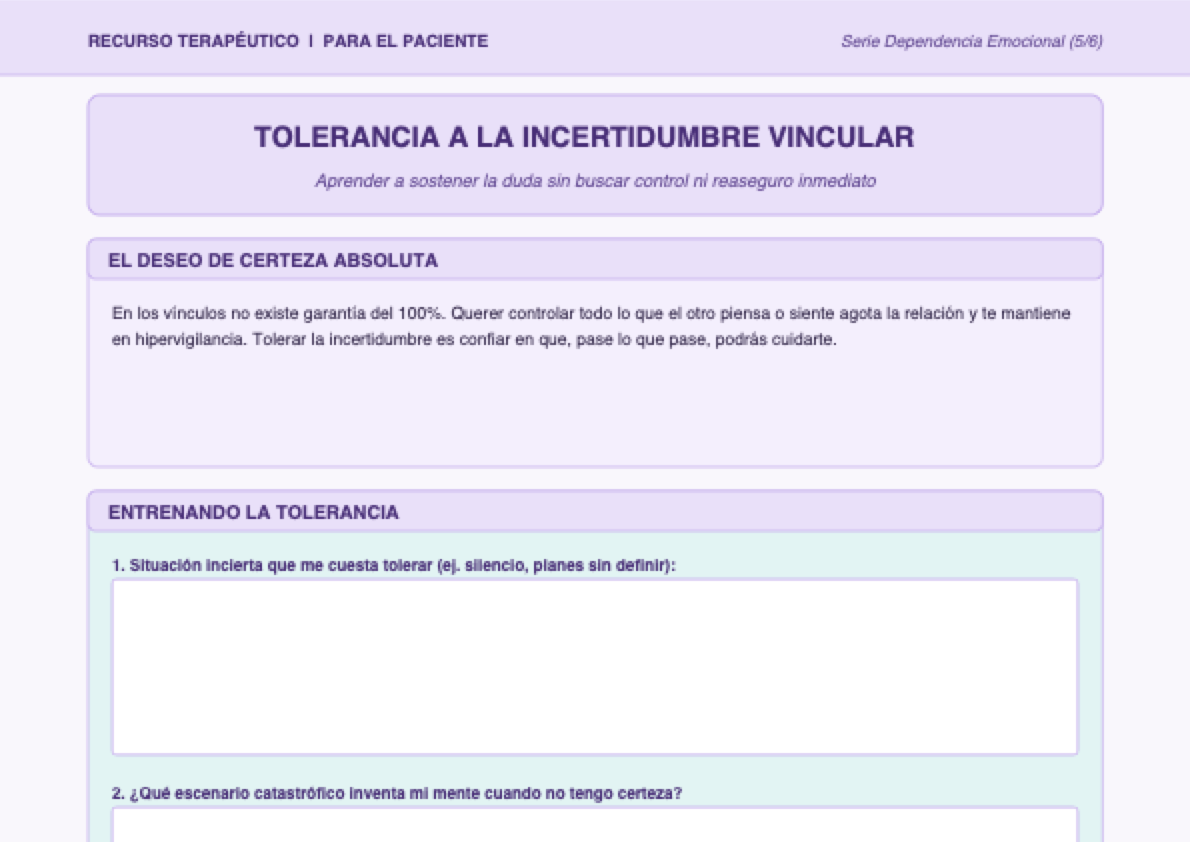 RECURSO TERAPÉUTICO | PARA EL PACIENTE
Serie Dependencia Emocional (5/6)
TOLERANCIA A LA INCERTIDUMBRE VINCULAR
Aprender a sostener la duda sin buscar control ni reaseguro inmediato
EL DESEO DE CERTEZA ABSOLUTA
En los vínculos no existe garantía del 100%. Querer controlar todo lo que el otro piensa o siente agota la relación y te mantiene
en hipervigilancia. Tolerar la incertidumbre es confiar en que, pase lo que pase, podrás cuidarte.
ENTRENANDO LA TOLERANCIA
1. Situación incierta que me cuesta tolerar (ej. silencio, planes sin definir):
2. ¿Qué escenario catastrófico inventa mi mente cuando no tengo certeza?